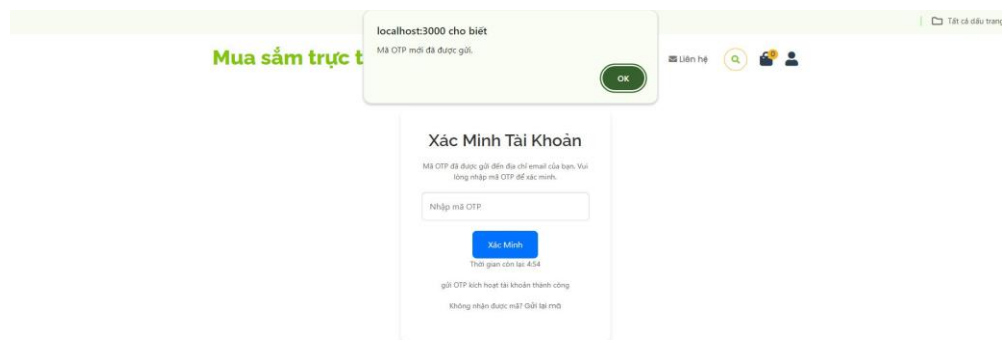 Tất cả dấu trang
localhost:3000 cho biết
Mã OTP mới đã được gửi.
OK
Mua sắm trực t
Liên hệ
0
Xác Minh Tài Khoản
Mã OTP đã được gửi đến địa chỉ email của bạn. Vui
lòng nhập mã OTP để xác minh.
Nhập mã OTP
Xác Minh
Thời gian còn lại: 4:54
gửi OTP kích hoạt tài khoản thành công
Không nhận được mã? Gửi lại mã